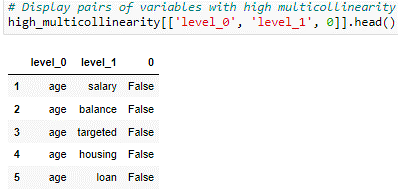 # Display pairs of variables with high multicollinearity
high_multicollinearity[['level_0', 'level_1', 0]].head()
level_0 level_1 0
1 age salary False
2 age balance False
3 age targeted False
4 age housing False
5 age loan False